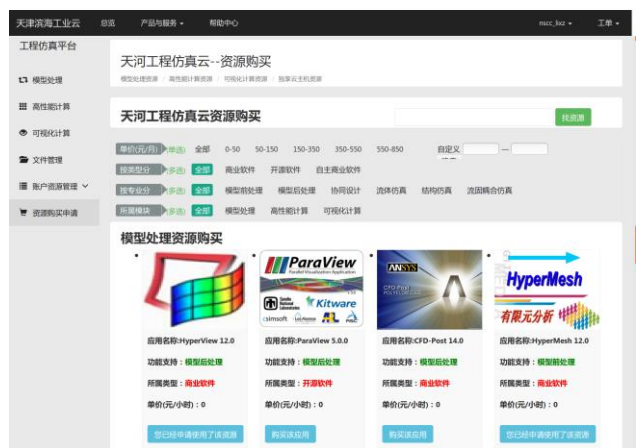 天津滨海工业云 总览 产品与服务 帮助中心 nscc_lixz 工单
工程仿真平台
模型处理
高性能计算
可视化计算
文件管理
账户资源管理
资源购买申请
天河工程仿真云--资源购买
模型处理资源 / 高性能计算资源 / 可视化计算资源 / 独享云主机资源
天河工程仿真云资源购买 找资源
单价(元/月) (单选) 全部 0-50 50-150 150-350 350-550 550-850 自定义 —
按类型分 (多选) 全部 商业软件 开源软件 自主商业软件
按专业分 (多选) 全部 模型前处理 模型后处理 协同设计 流体仿真 结构仿真 流固耦合仿真
所属模块 (多选) 全部 模型处理 高性能计算 可视化计算
模型处理资源购买
ParaView
Parallel Visualization Application
Sandia National Laboratories
Kitware
csimsoft
ANSYS
CFD-Post
HyperMesh
有限元分析
应用名称:HyperView 12.0 应用名称:ParaView 5.0.0 应用名称:CFD-Post 14.0 应用名称:HyperMesh 12.0
功能支持：模型后处理 功能支持：模型后处理 功能支持：模型后处理 功能支持：模型前处理
所属类型：商业软件 所属类型：开源软件 所属类型：商业软件 所属类型：商业软件
单价(元/小时)：0 单价(元/小时)：0 单价(元/小时)：0 单价(元/小时)：0
您已经申请使用了该资源 购买该应用 购买该应用 您已经申请使用了该资源